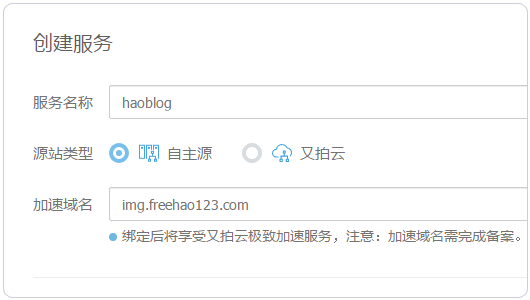 创建服务
服务名称 haoblog
源站类型 自主源 又拍云
加速域名 img.freehao123.com
绑定后将享受又拍云极致加速服务，注意：加速域名需完成备案。